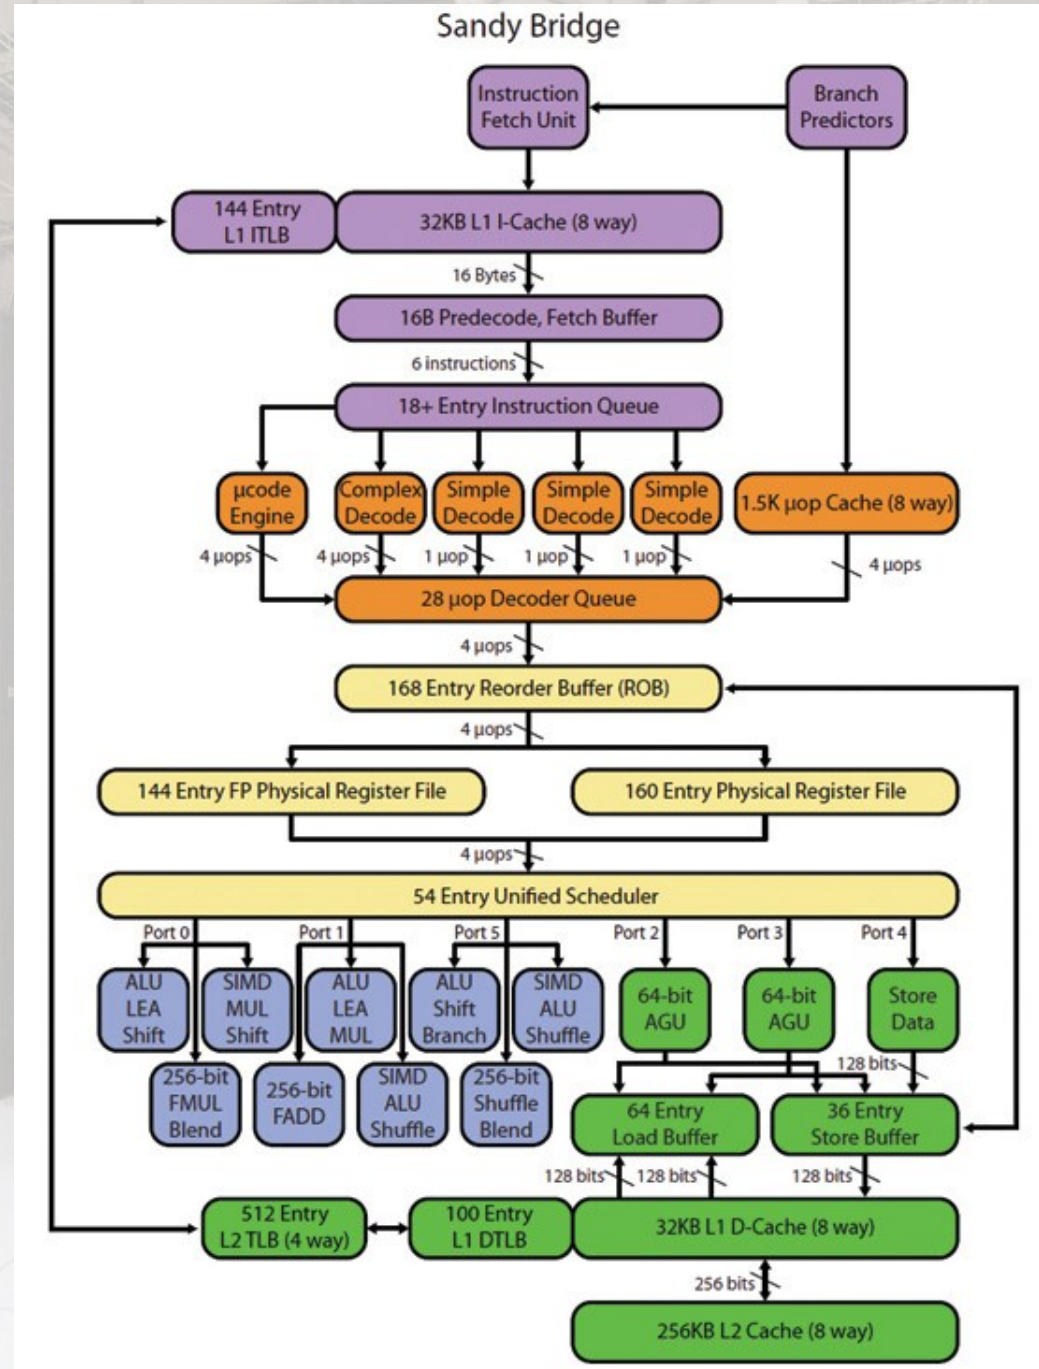 Sandy Bridge
Instruction
Fetch Unit
Branch
Predictors
144 Entry
L1 ITLB
32KB L1 I-Cache (8 way)
16 Bytes
16B Predecode, Fetch Buffer
6 instructions
18+ Entry Instruction Queue
µcode
Engine
Complex
Decode
Simple
Decode
Simple
Decode
Simple
Decode
1.5K µop Cache (8 way)
4 µops
4 µops
1 µop
1 µop
1 µop
4 µops
28 µop Decoder Queue
4 µops
168 Entry Reorder Buffer (ROB)
4 µops
144 Entry FP Physical Register File
160 Entry Physical Register File
4 µops
54 Entry Unified Scheduler
Port 0
Port 1
Port 5
Port 2
Port 3
Port 4
ALU
LEA
Shift
SIMD
MUL
Shift
ALU
LEA
MUL
ALU
Shift
Branch
SIMD
ALU
Shuffle
64-bit
AGU
64-bit
AGU
Store
Data
256-bit
FMUL
Blend
256-bit
FADD
SIMD
ALU
Shuffle
256-bit
Shuffle
Blend
128 bits
64 Entry
Load Buffer
36 Entry
Store Buffer
128 bits
128 bits
128 bits
512 Entry
L2 TLB (4 way)
100 Entry
L1 DTLB
32KB L1 D-Cache (8 way)
256 bits
256KB L2 Cache (8 way)